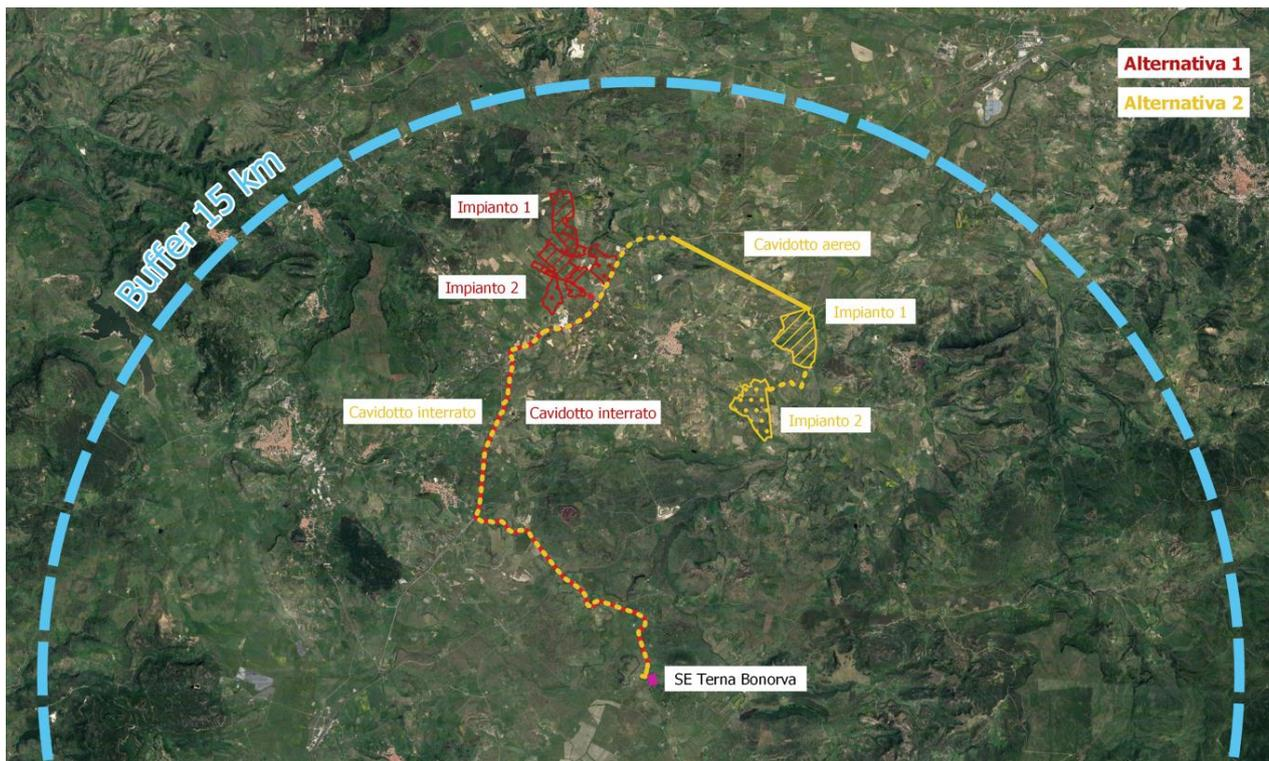 Alternativa 1
Alternativa 2
Buffer 15 km
Impianto 1
Cavidotto aereo
Impianto 2
Impianto 1
Cavidotto interrato
Cavidotto interrato
Impianto 2
SE Terna Bonorva